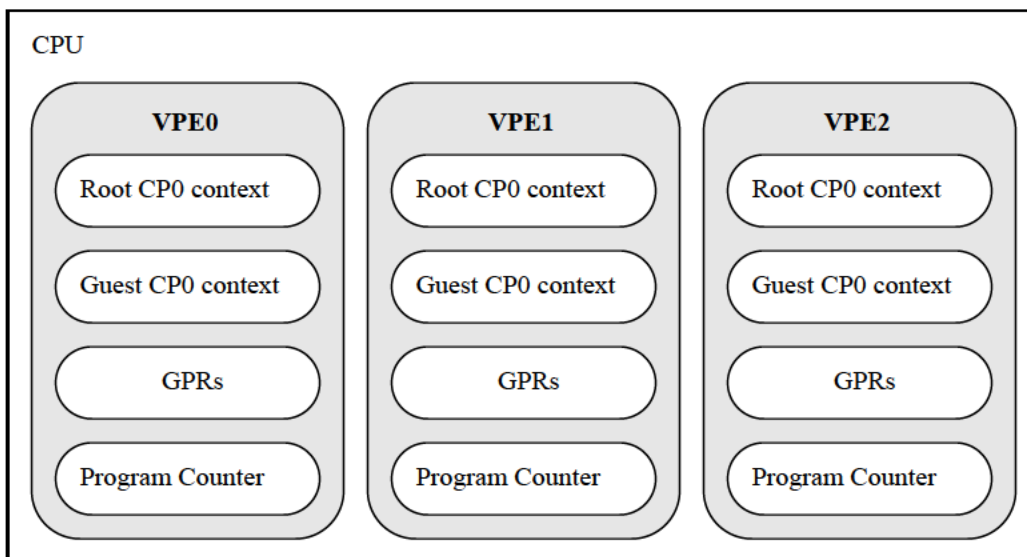 CPU
VPE0
Root CP0 context
Guest CP0 context
GPRs
Program Counter
VPE1
Root CP0 context
Guest CP0 context
GPRs
Program Counter
VPE2
Root CP0 context
Guest CP0 context
GPRs
Program Counter